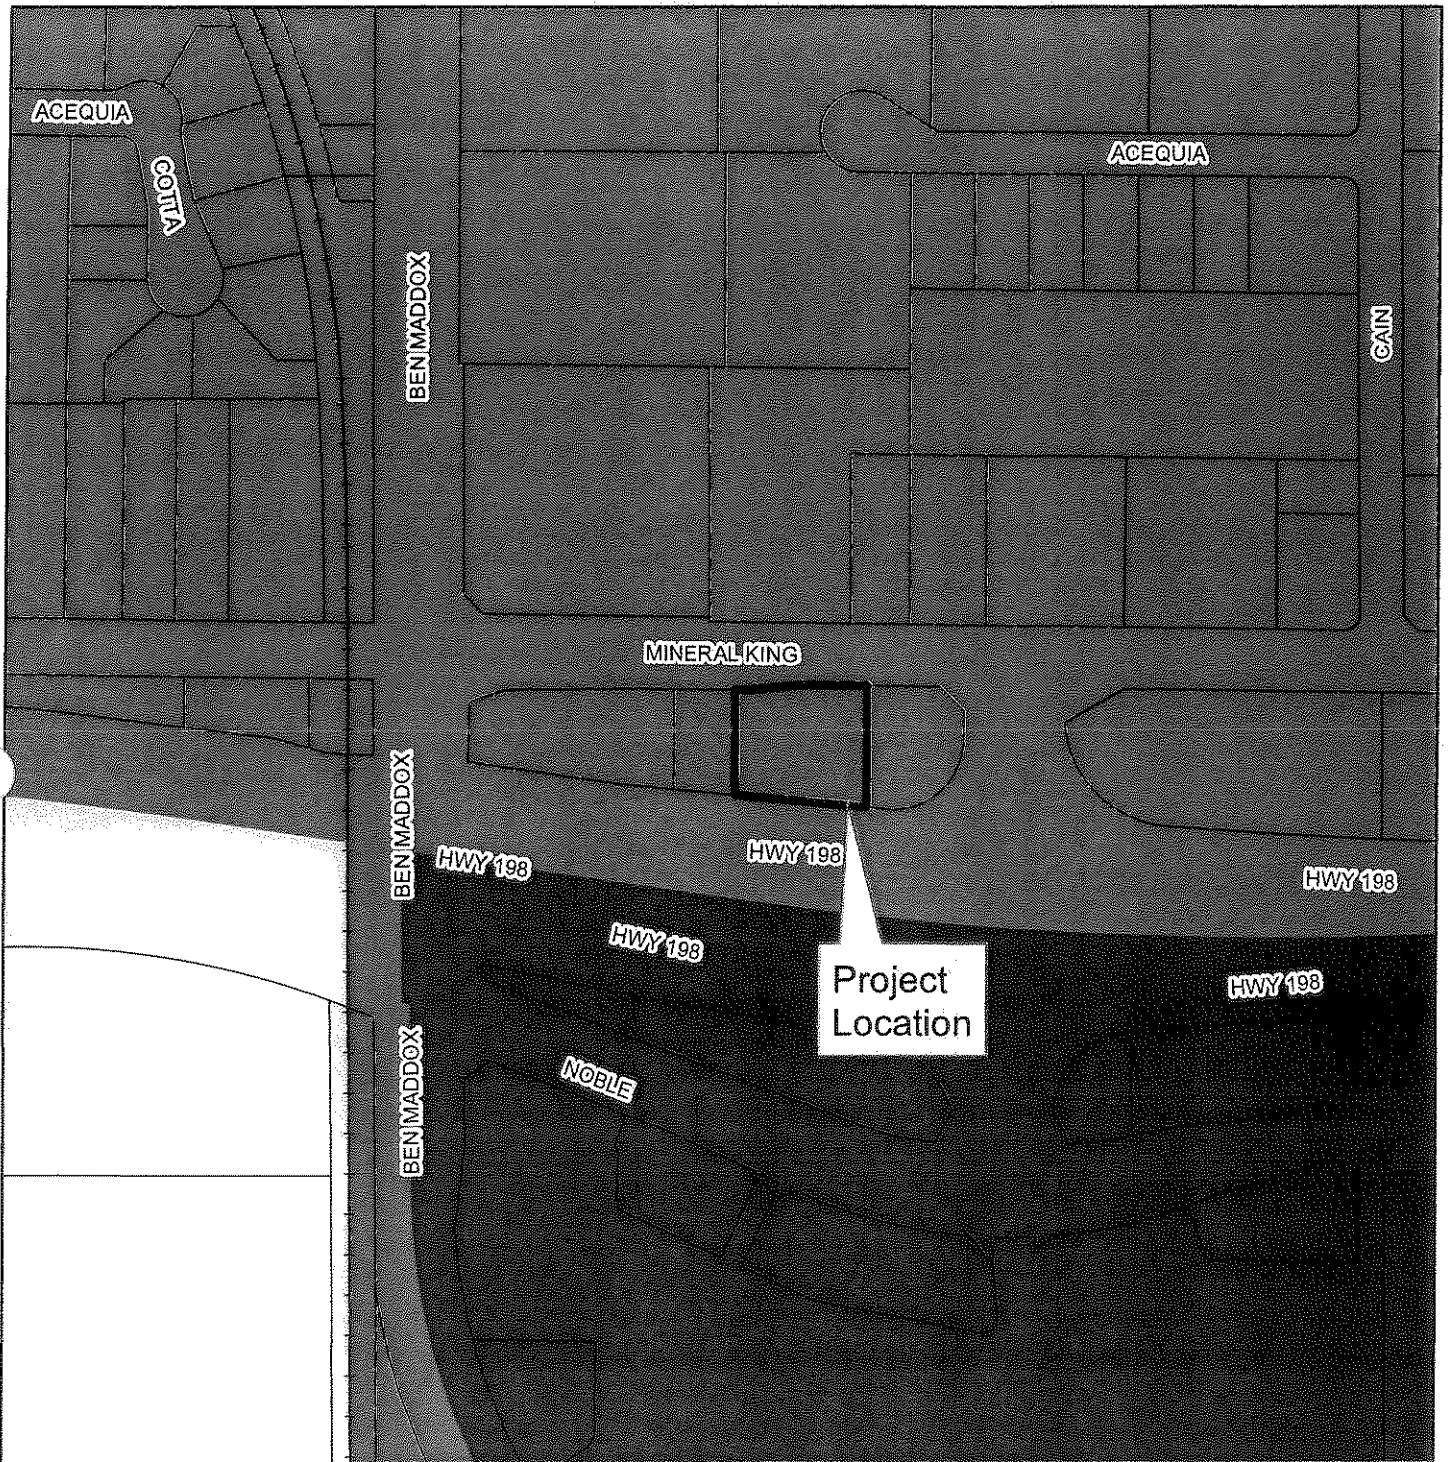 ACEQUIA
ACEQUIA
COTTA
BEN MADDOX
CAIN
MINERAL KING
BEN MADDOX
HWY 198
HWY 198
HWY 198
HWY 198
HWY 198
Project
Location
BEN MADDOX
NOBLE